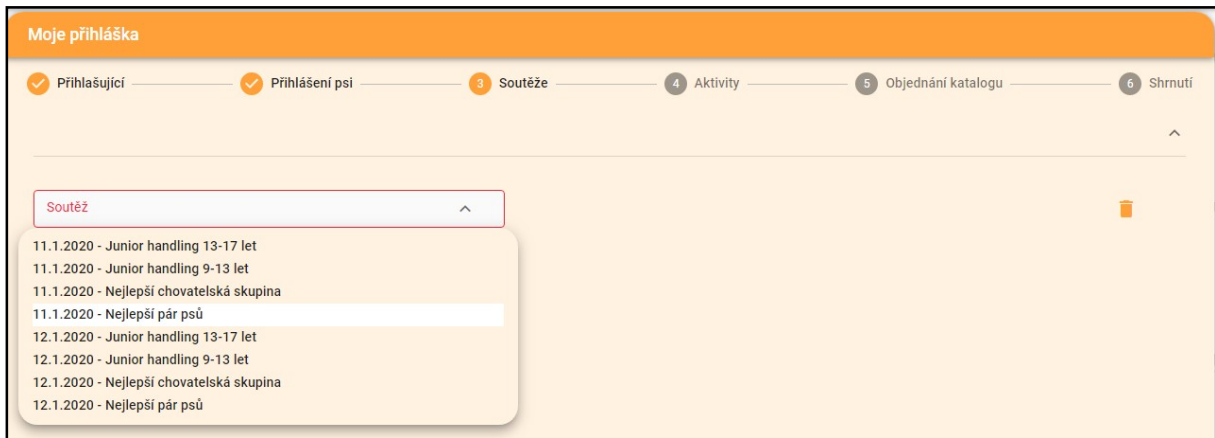 Moje přihláška
Přihlašující Přihlášení psi 3 Soutěže 4 Aktivity 5 Objednání katalogu 6 Shrnutí
Soutěž
11.1.2020 - Junior handling 13-17 let
11.1.2020 - Junior handling 9-13 let
11.1.2020 - Nejlepší chovatelská skupina
11.1.2020 - Nejlepší pár psů
12.1.2020 - Junior handling 13-17 let
12.1.2020 - Junior handling 9-13 let
12.1.2020 - Nejlepší chovatelská skupina
12.1.2020 - Nejlepší pár psů